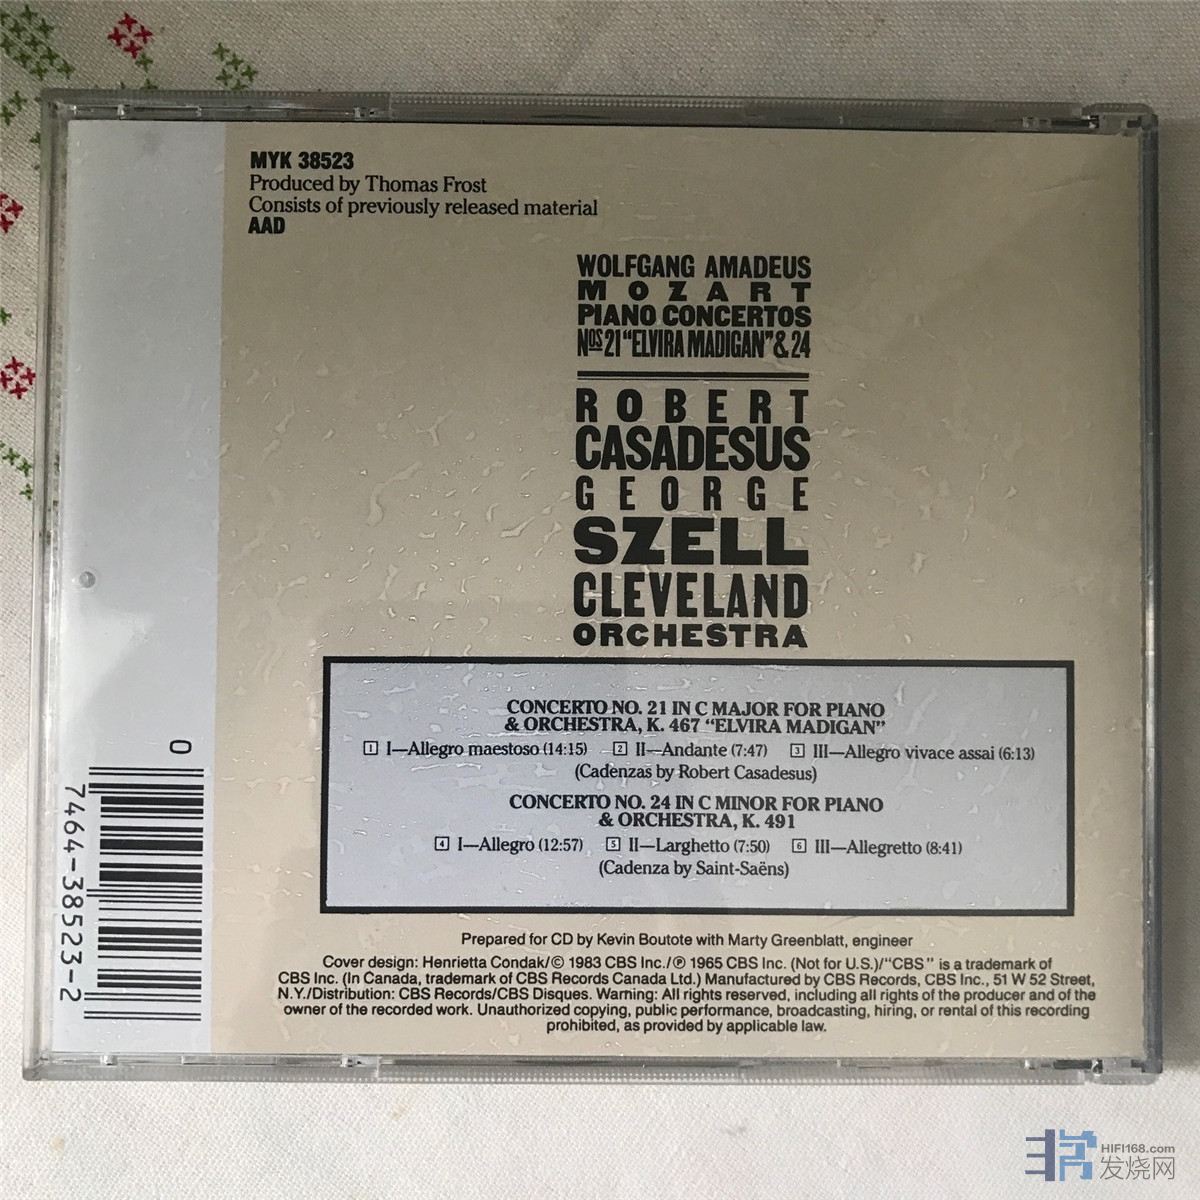 MYK 38523
Produced by Thomas Frost
Consists of previously released material
AAD
WOLFGANG AMADEUS
MOZART
PIANO CONCERTOS
NOS 21 "ELVIRA MADIGAN" & 24
ROBERT
CASADESUS
GEORGE
SZELL
CLEVELAND
ORCHESTRA
CONCERTO NO. 21 IN C MAJOR FOR PIANO
& ORCHESTRA, K. 467 "ELVIRA MADIGAN"
1 I—Allegro maestoso (14:15) 2 II—Andante (7:47) 3 III—Allegro vivace assai (6:13)
(Cadenzas by Robert Casadesus)
CONCERTO NO. 24 IN C MINOR FOR PIANO
& ORCHESTRA, K. 491
4 I—Allegro (12:57) 5 II—Larghetto (7:50) 6 III—Allegretto (8:41)
(Cadenza by Saint-Saëns)
Prepared for CD by Kevin Boutote with Marty Greenblatt, engineer
Cover design: Henrietta Condak/© 1983 CBS Inc./℗ 1965 CBS Inc. (Not for U.S.)/"CBS" is a trademark of
CBS Inc. (In Canada, trademark of CBS Records Canada Ltd.) Manufactured by CBS Records, CBS Inc., 51 W 52 Street,
N.Y./Distribution: CBS Records/CBS Disques. Warning: All rights reserved, including all rights of the producer and of the
owner of the recorded work. Unauthorized copying, public performance, broadcasting, hiring, or rental of this recording
prohibited, as provided by applicable law.
0
7464-38523-2
HIFI168.com
发烧网